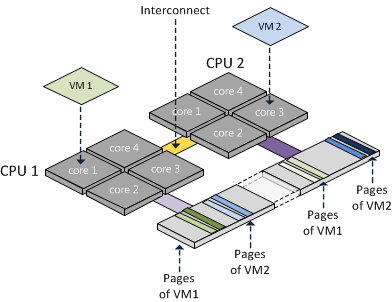 Interconnect
VM 2
CPU 2
VM 1
core 4
core 1
core 3
core 2
core 4
CPU 1
core 1
core 3
core 2
Pages
of VM2
Pages
of VM1
Pages
of VM2
Pages
of VM1